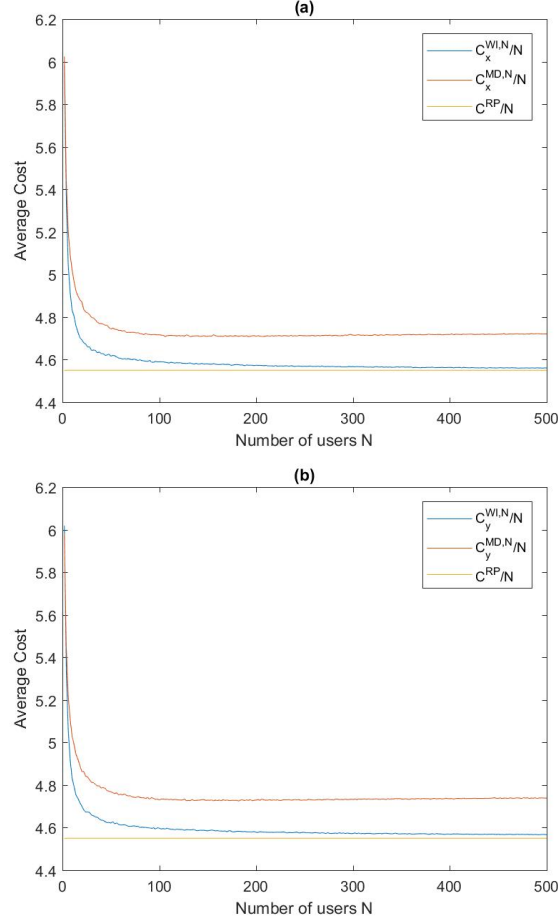 (a)
6.2
6
5.8
5.6
5.4
5.2
5
4.8
4.6
4.4
Average Cost
C_x^{WI,N}/N
C_x^{MD,N}/N
C^{RP}/N
0 100 200 300 400 500
Number of users N
(b)
6.2
6
5.8
5.6
5.4
5.2
5
4.8
4.6
4.4
Average Cost
C_y^{WI,N}/N
C_y^{MD,N}/N
C^{RP}/N
0 100 200 300 400 500
Number of users N